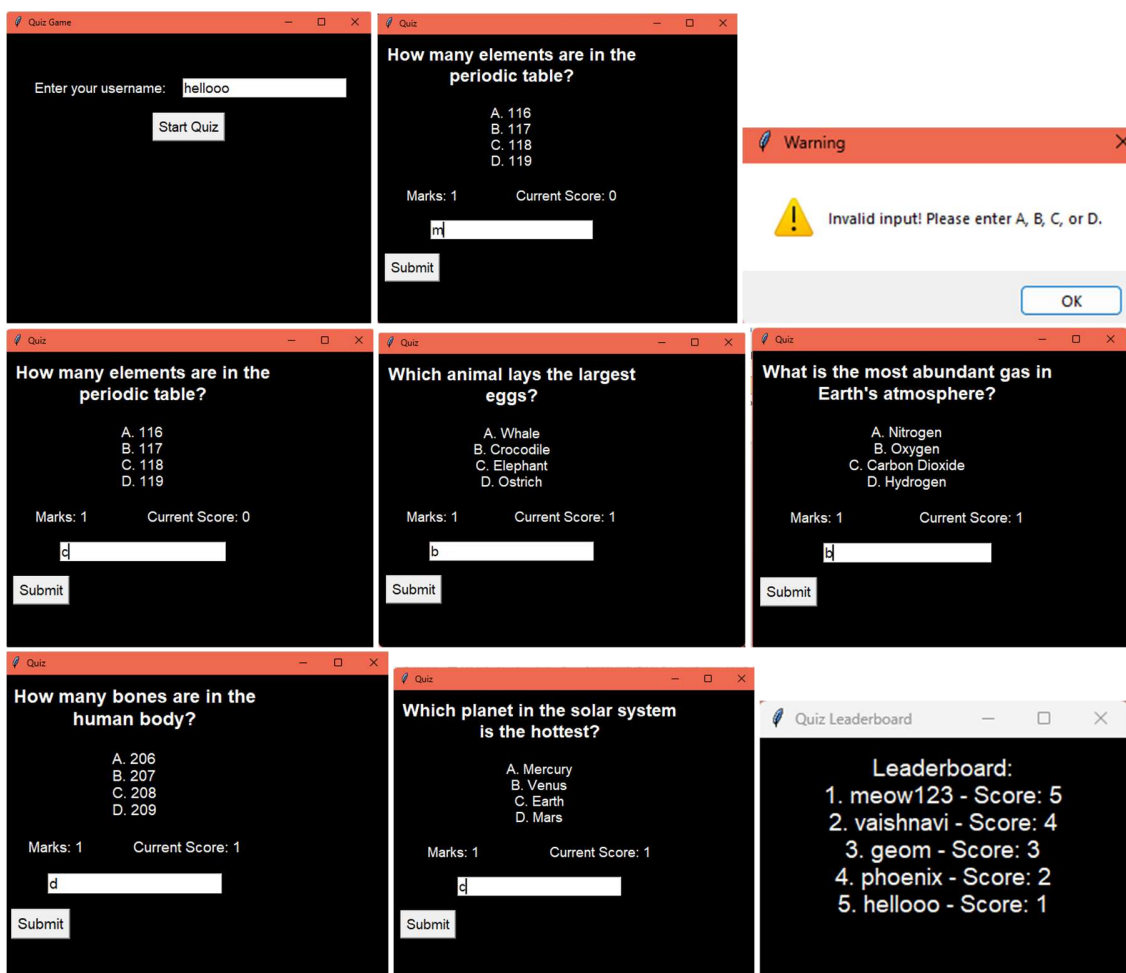 Quiz Game
Enter your username: hellooo
Start Quiz
Quiz
How many elements are in the
periodic table?
A. 116
B. 117
C. 118
D. 119
Marks: 1 Current Score: 0
m
Submit
Warning
Invalid input! Please enter A, B, C, or D.
OK
Quiz
How many elements are in the
periodic table?
A. 116
B. 117
C. 118
D. 119
Marks: 1 Current Score: 0
c
Submit
Quiz
Which animal lays the largest
eggs?
A. Whale
B. Crocodile
C. Elephant
D. Ostrich
Marks: 1 Current Score: 1
b
Submit
Quiz
What is the most abundant gas in
Earth's atmosphere?
A. Nitrogen
B. Oxygen
C. Carbon Dioxide
D. Hydrogen
Marks: 1 Current Score: 1
b
Submit
Quiz
How many bones are in the
human body?
A. 206
B. 207
C. 208
D. 209
Marks: 1 Current Score: 1
d
Submit
Quiz
Which planet in the solar system
is the hottest?
A. Mercury
B. Venus
C. Earth
D. Mars
Marks: 1 Current Score: 1
c
Submit
Quiz Leaderboard
Leaderboard:
1. meow123 - Score: 5
2. vaishnavi - Score: 4
3. geom - Score: 3
4. phoenix - Score: 2
5. hellooo - Score: 1